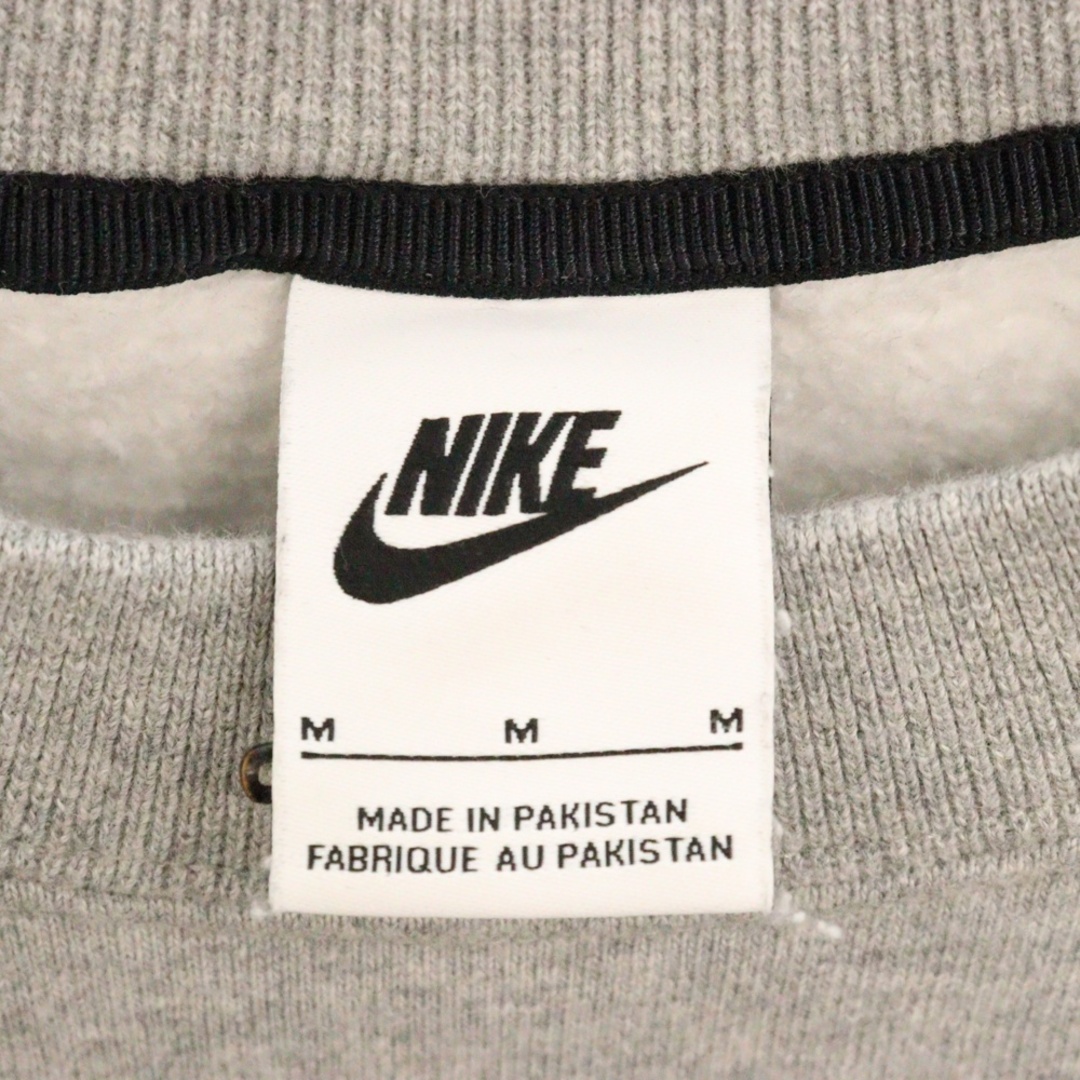 NIKE
M M M
MADE IN PAKISTAN
FABRIQUE AU PAKISTAN